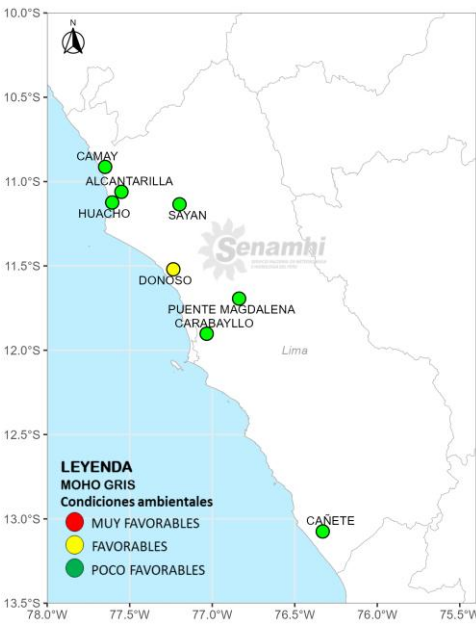 10.0°S
N
10.5°S
CAMAY
11.0°S
ALCANTARILLA
HUACHO
SAYAN
Senamhi
11.5°S
DONOSO
PUENTE MAGDALENA
CARABAYLLO
12.0°S
Lima
12.5°S
LEYENDA
MOHO GRIS
Condiciones ambientales
13.0°S
CAÑETE
MUY FAVORABLES
FAVORABLES
POCO FAVORABLES
13.5°S
78.0°W 77.5°W 77.0°W 76.5°W 76.0°W 75.5°W